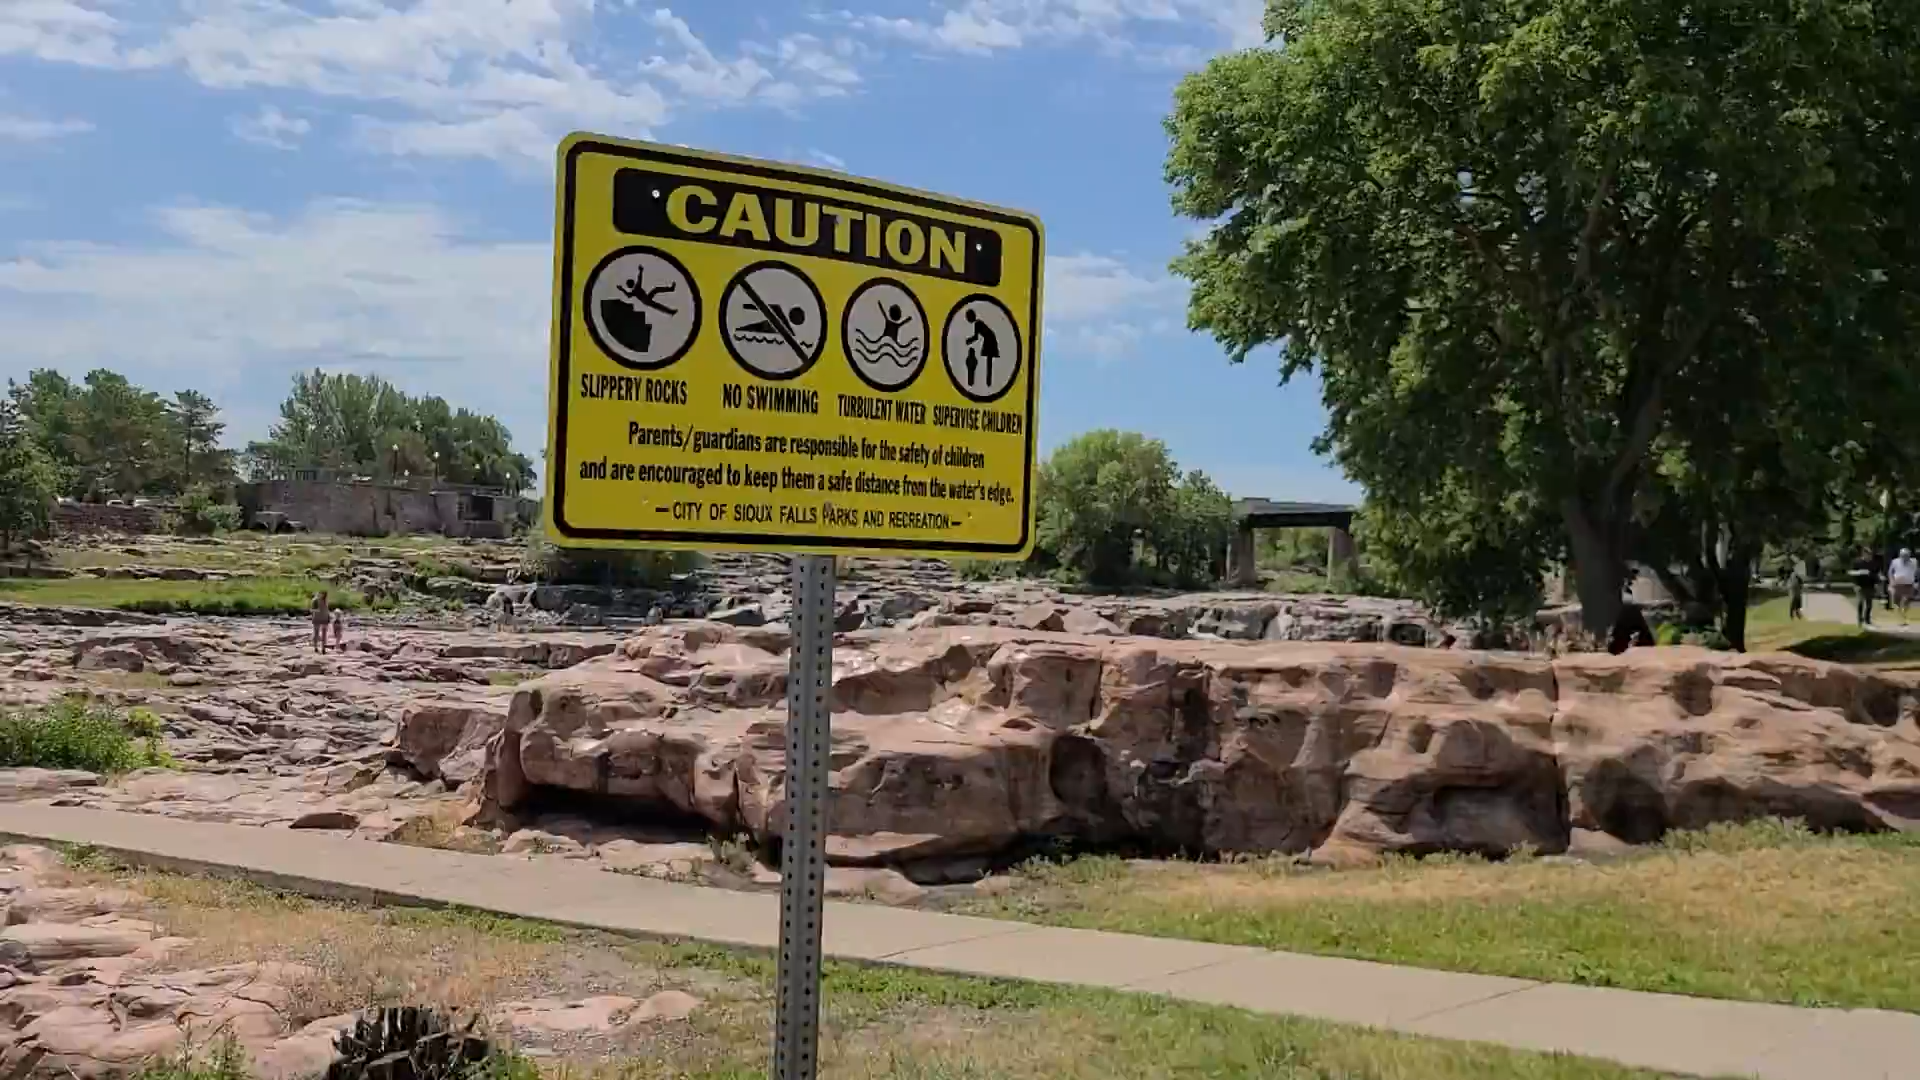 CAUTION
SLIPPERY ROCKS NO SWIMMING TURBULENT WATER SUPERVISE CHILDREN
Parents/guardians are responsible for the safety of children
and are encouraged to keep them a safe distance from the water's edge.
— CITY OF SIOUX FALLS PARKS AND RECREATION —